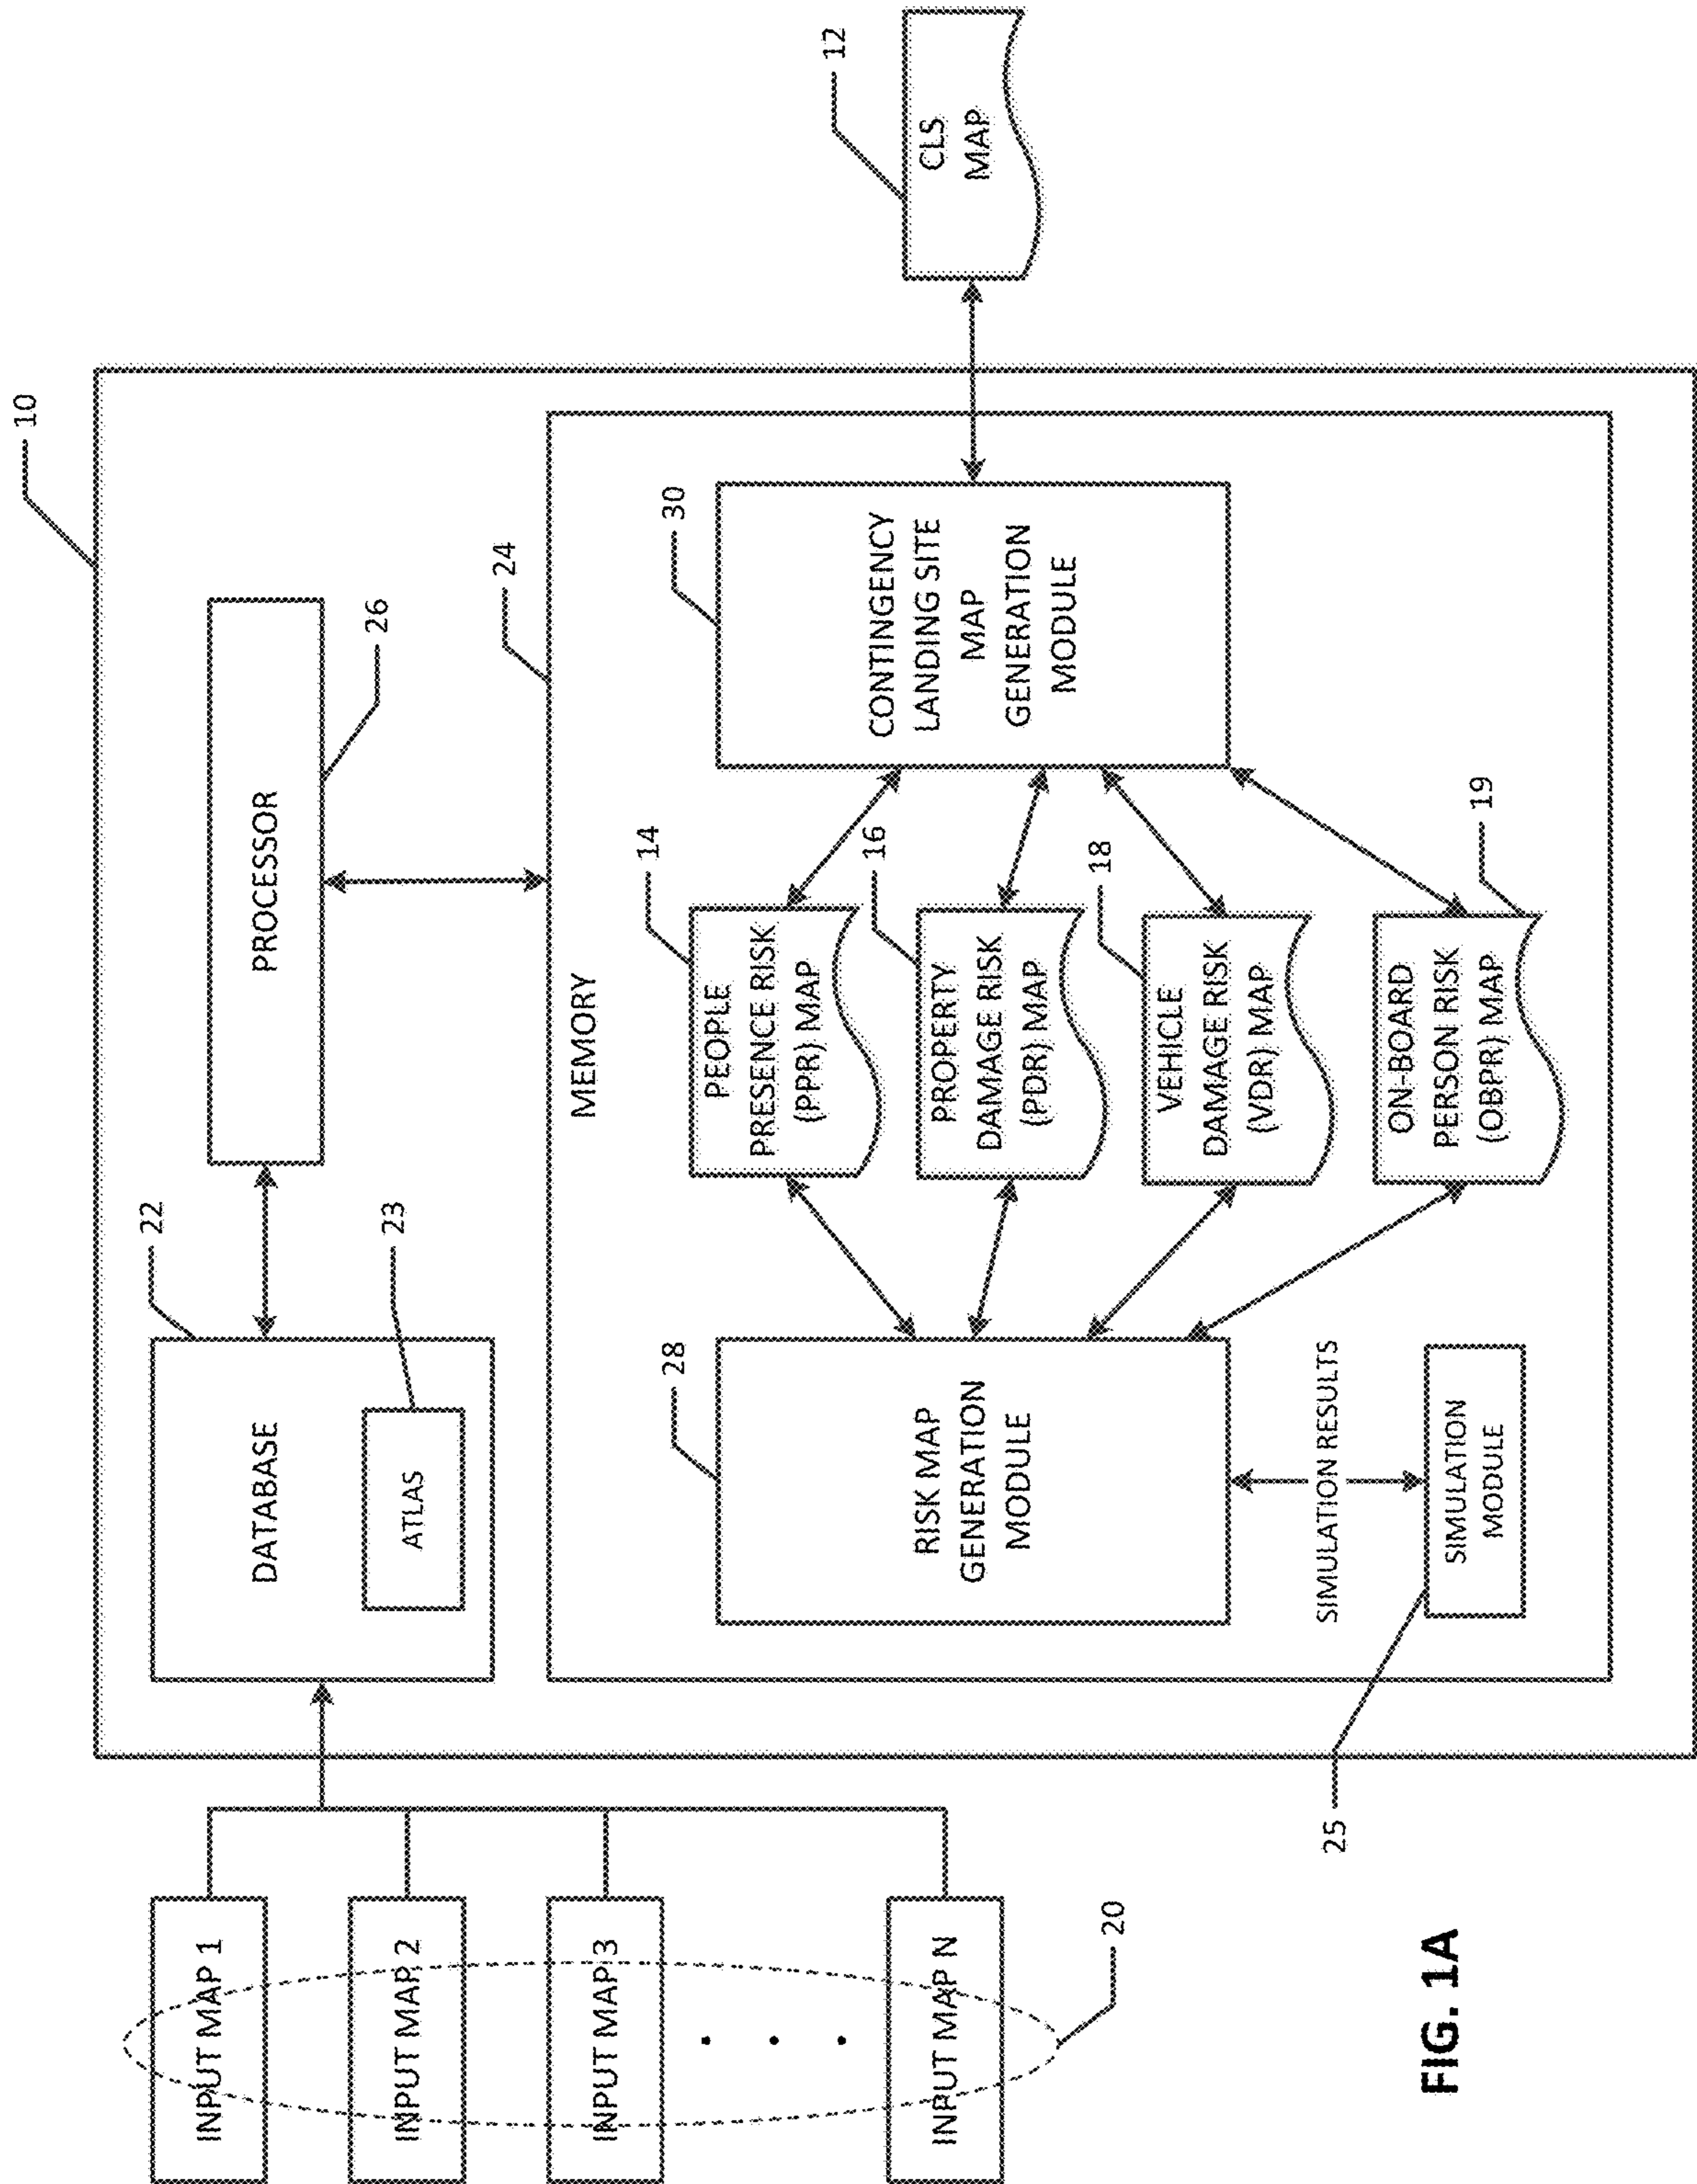 10
22
DATABASE
23
ATLAS
PROCESSOR
26
INPUT MAP 1
INPUT MAP 2
INPUT MAP 3
INPUT MAP N
20
24
MEMORY
28
RISK MAP
GENERATION
MODULE
SIMULATION RESULTS
SIMULATION
MODULE
25
14
PEOPLE
PRESENCE RISK
(PPR) MAP
16
PROPERTY
DAMAGE RISK
(PDR) MAP
18
VEHICLE
DAMAGE RISK
(VDR) MAP
19
ON-BOARD
PERSON RISK
(OBPR) MAP
30
CONTINGENCY
LANDING SITE
MAP
GENERATION
MODULE
12
CLS
MAP
FIG. 1A